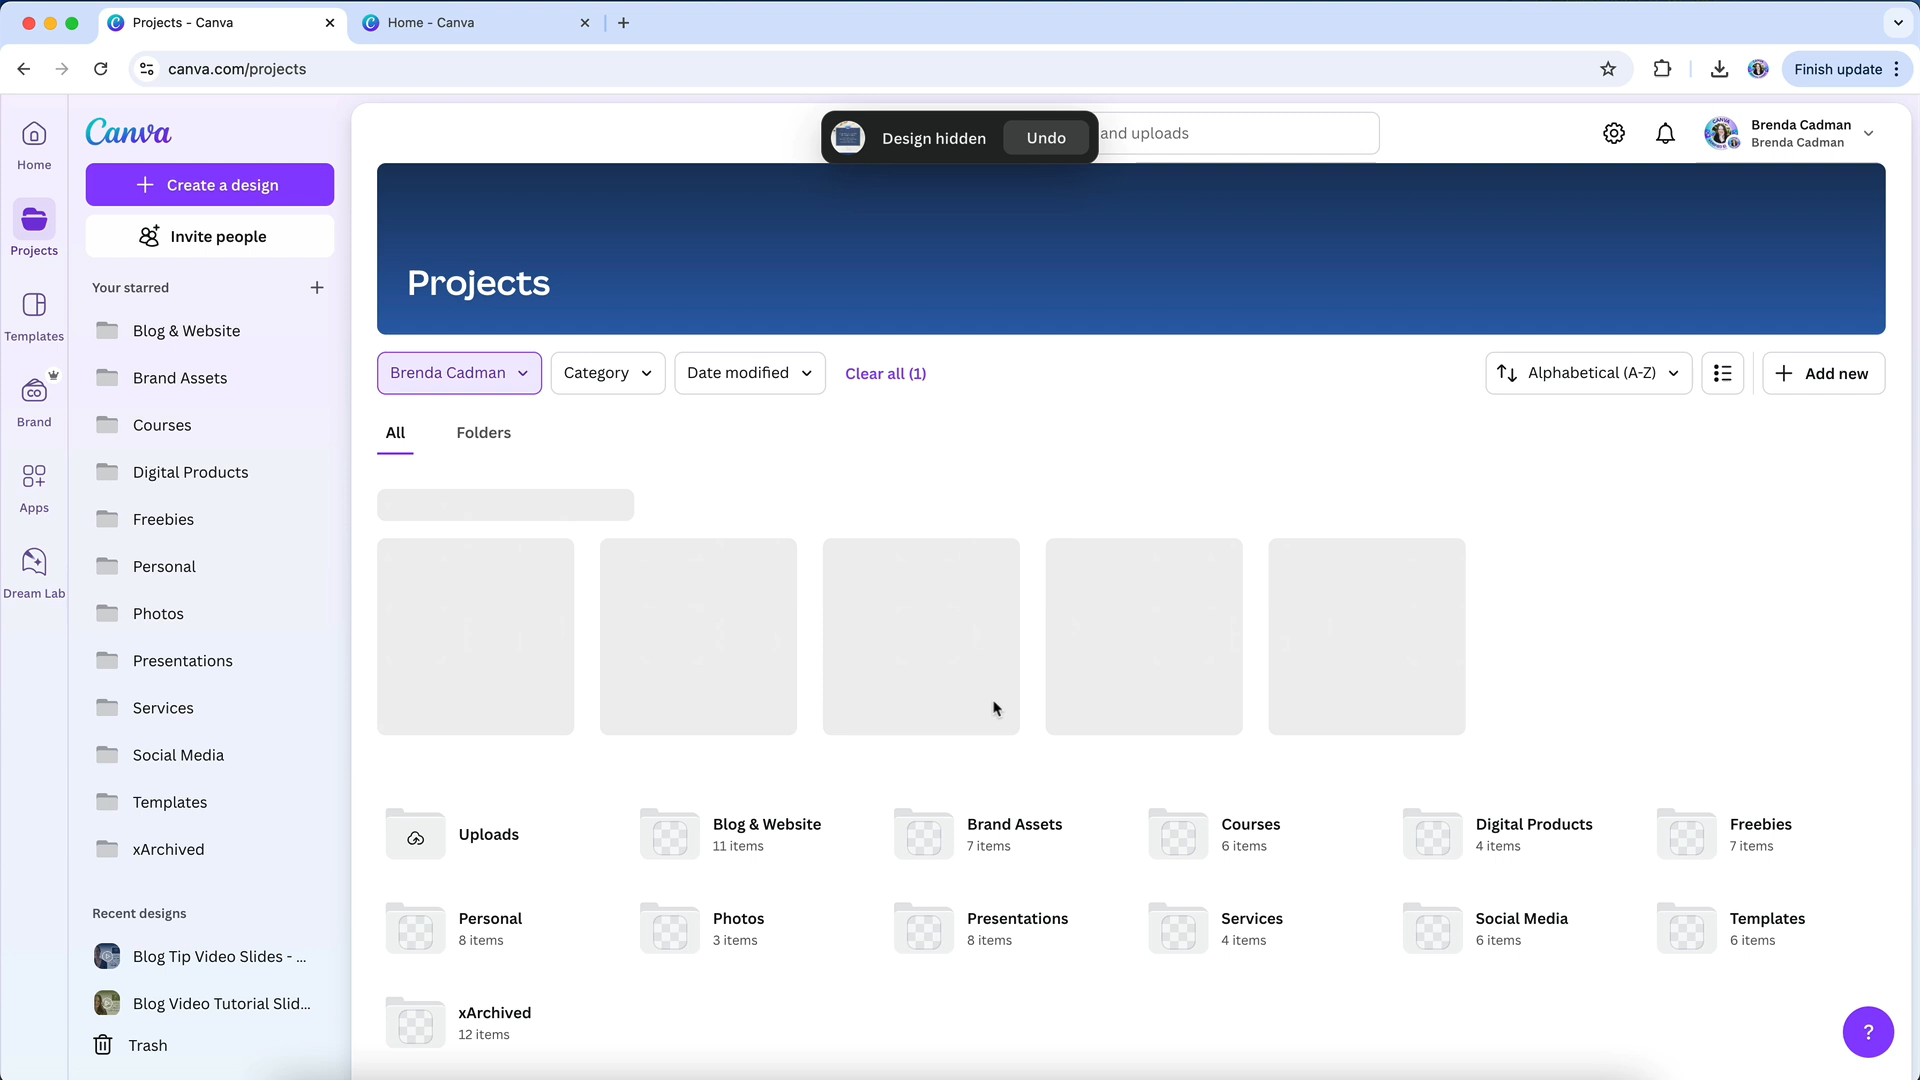 Projects - Canva
Home - Canva
canva.com/projects
Finish update
Home
Projects
Templates
Brand
Apps
Dream Lab
Canva
Create a design
Invite people
Your starred
Blog & Website
Brand Assets
Courses
Digital Products
Freebies
Personal
Photos
Presentations
Services
Social Media
Templates
xArchived
Recent designs
Blog Tip Video Slides - ...
Blog Video Tutorial Slid...
Trash
Design hidden
Undo
and uploads
Brenda Cadman
Brenda Cadman
Projects
Brenda Cadman
Category
Date modified
Clear all (1)
Alphabetical (A-Z)
Add new
All
Folders
Uploads
Blog & Website
11 items
Brand Assets
7 items
Courses
6 items
Digital Products
4 items
Freebies
7 items
Personal
8 items
Photos
3 items
Presentations
8 items
Services
4 items
Social Media
6 items
Templates
6 items
xArchived
12 items
?